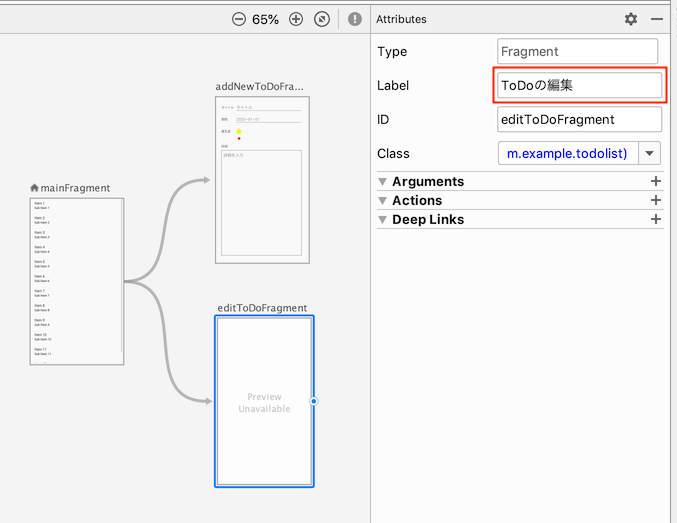 65%
addNewToDoFra...
タイトル タイトル
期限 2020-01-01
優先度
詳細
詳細を入力
mainFragment
Item 1
Sub Item 1
Item 2
Sub Item 2
Item 3
Sub Item 3
Item 4
Sub Item 4
Item 5
Sub Item 5
Item 6
Sub Item 6
Item 7
Sub Item 7
Item 8
Sub Item 8
Item 9
Sub Item 9
Item 10
Sub Item 10
Item 11
Sub Item 11
editToDoFragment
Preview
Unavailable
Attributes
Type Fragment
Label ToDoの編集
ID editToDoFragment
Class m.example.todolist)
Arguments
Actions
Deep Links